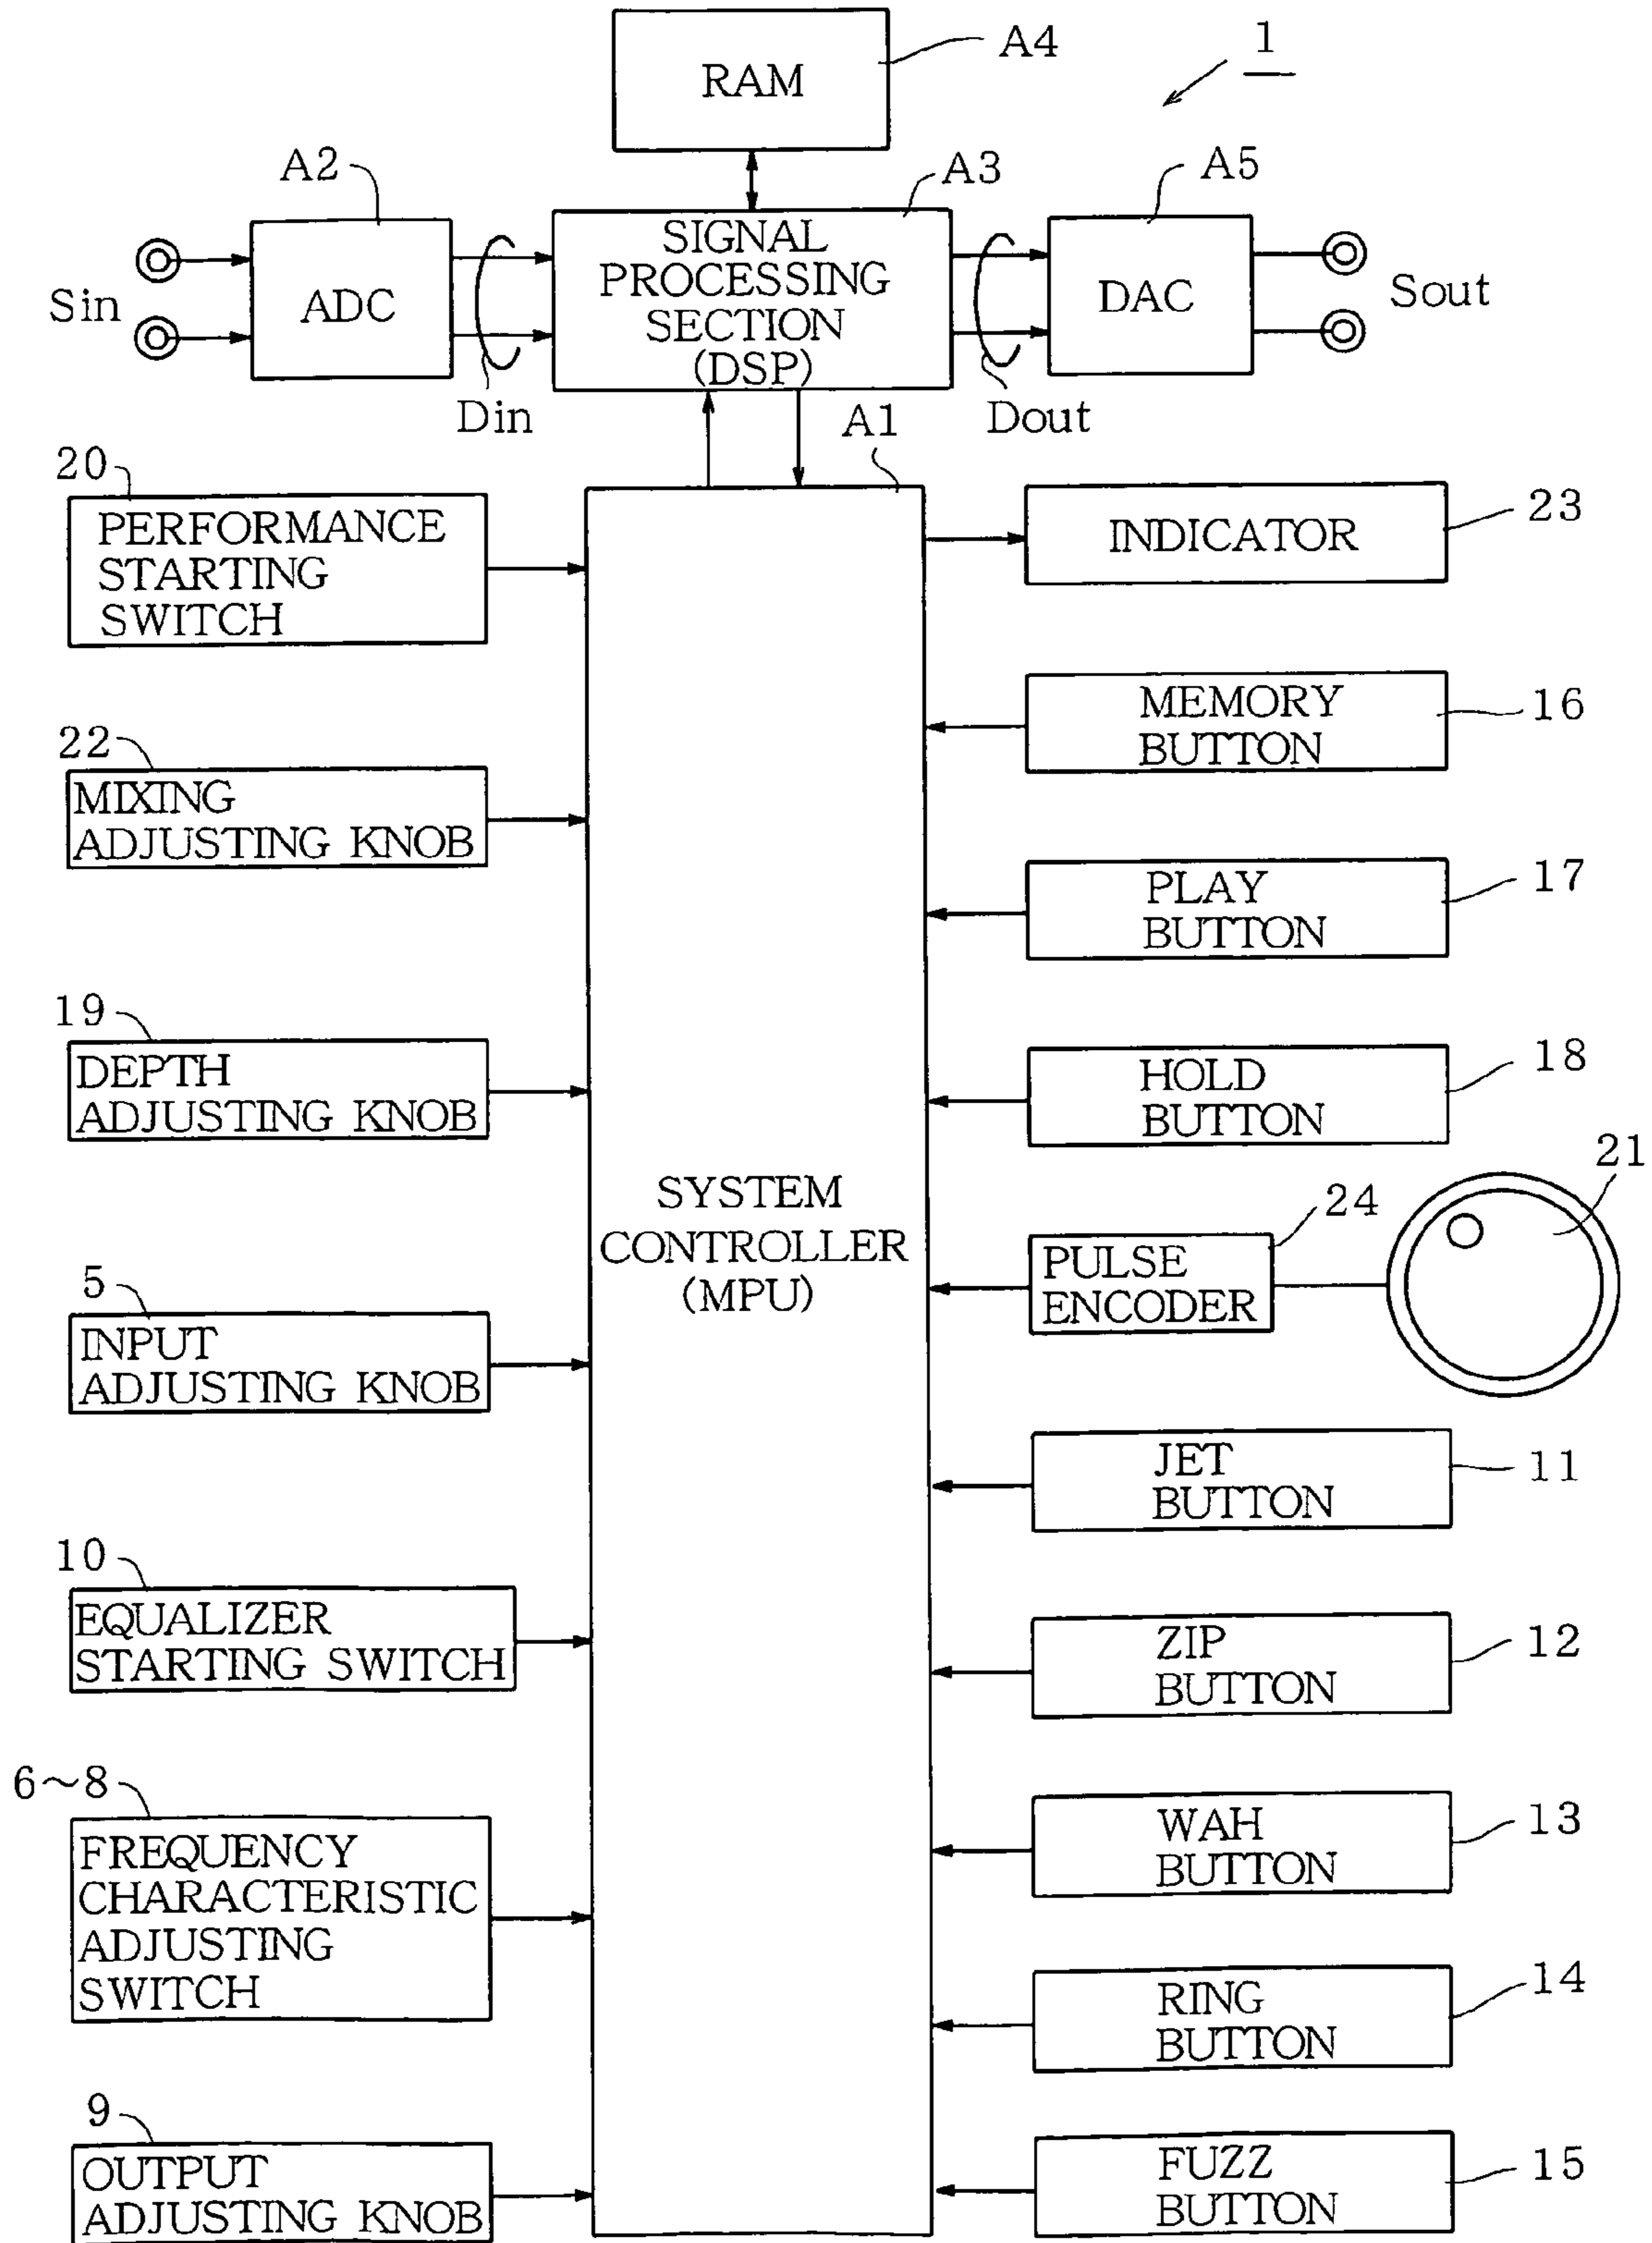 RAM
A4
1
A2
A3
A5
Sin
ADC
SIGNAL
PROCESSING
SECTION
(DSP)
DAC
Sout
Din
Dout
A1
20
PERFORMANCE
STARTING
SWITCH
22
MIXING
ADJUSTING KNOB
19
DEPTH
ADJUSTING KNOB
5
INPUT
ADJUSTING KNOB
10
EQUALIZER
STARTING SWITCH
6~8
FREQUENCY
CHARACTERISTIC
ADJUSTING
SWITCH
9
OUTPUT
ADJUSTING KNOB
SYSTEM
CONTROLLER
(MPU)
INDICATOR
23
MEMORY
BUTTON
16
PLAY
BUTTON
17
HOLD
BUTTON
18
PULSE
ENCODER
24
21
JET
BUTTON
11
ZIP
BUTTON
12
WAH
BUTTON
13
RING
BUTTON
14
FUZZ
BUTTON
15